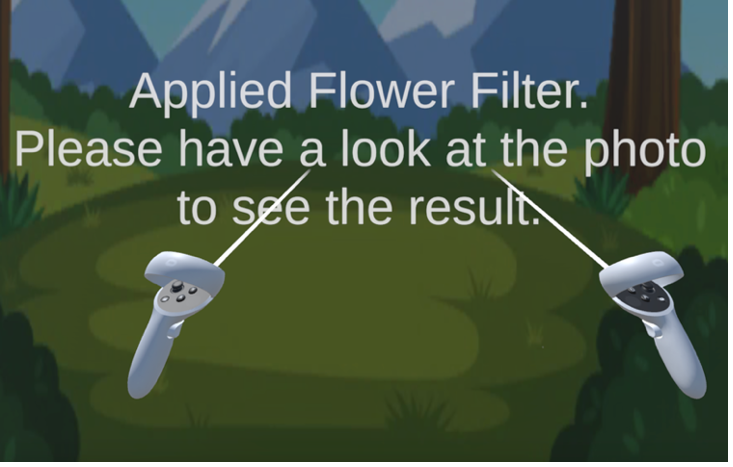 Applied Flower Filter.
Please have a look at the photo
to see the result.